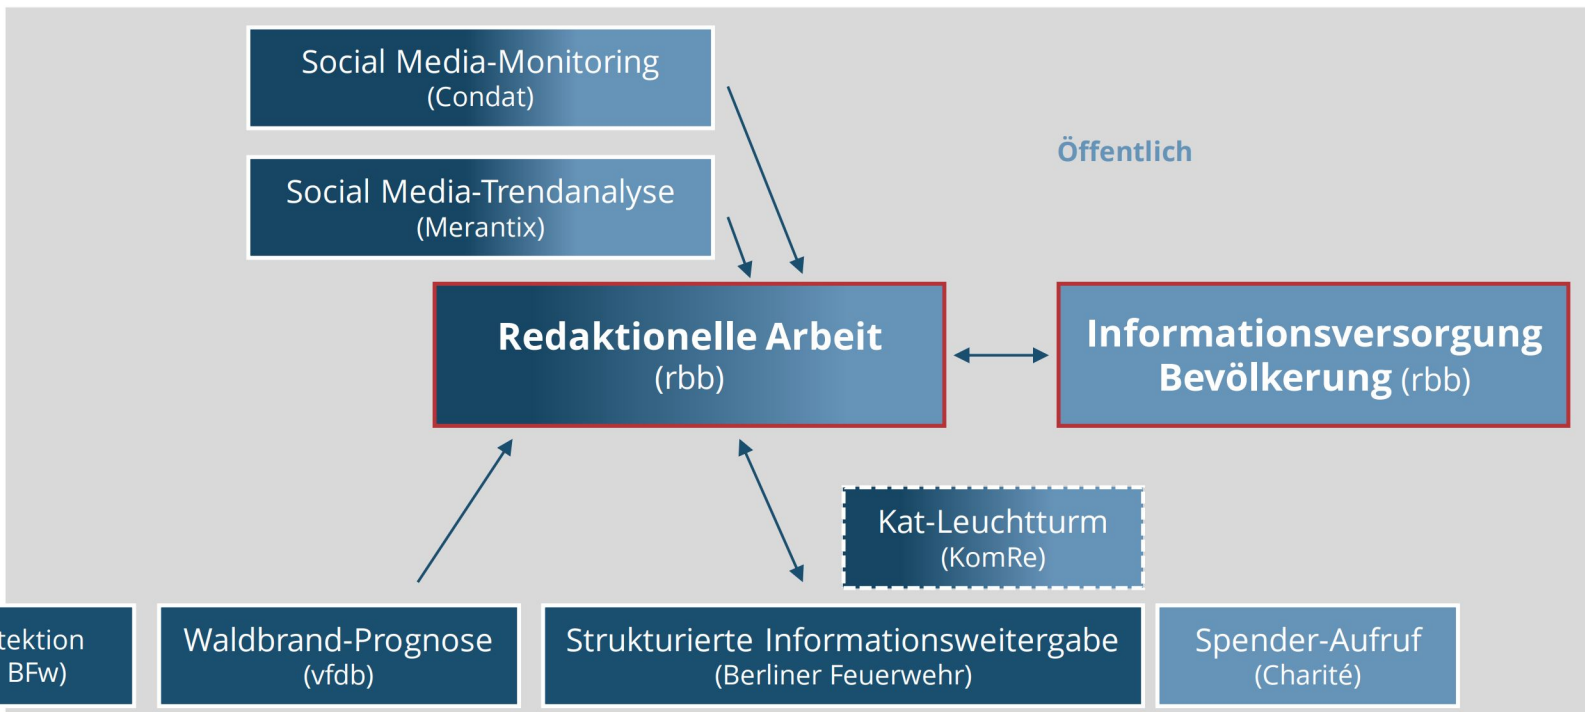 Social Media-Monitoring
(Condat)
Öffentlich
Social Media-Trendanalyse
(Merantix)
Redaktionelle Arbeit
(rbb)
Informationsversorgung
Bevölkerung (rbb)
Kat-Leuchtturm
(KomRe)
tektion
BFw)
Waldbrand-Prognose
(vfdb)
Strukturierte Informationsweitergabe
(Berliner Feuerwehr)
Spender-Aufruf
(Charité)